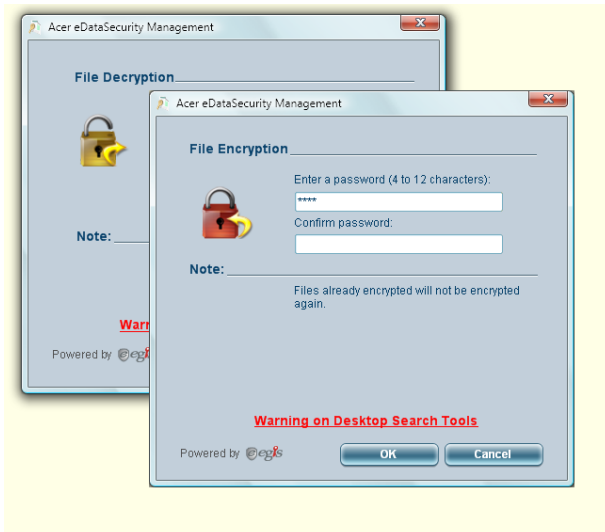 Acer eDataSecurity Management
File Decryption
Note:
Warn
Powered by egi
Acer eDataSecurity Management
File Encryption
Enter a password (4 to 12 characters):
****
Confirm password:
Note:
Files already encrypted will not be encrypted
again.
Warning on Desktop Search Tools
Powered by egis
OK
Cancel